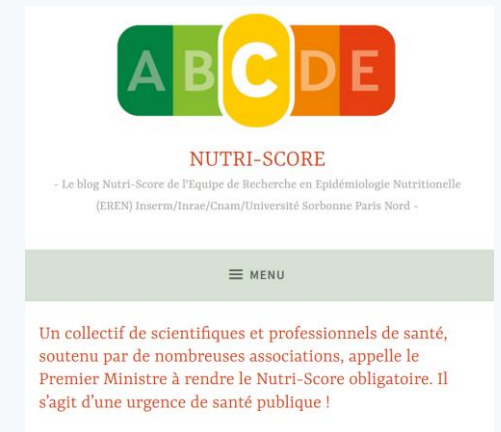 ABCDE
NUTRI-SCORE
- Le blog Nutri-Score de l'Equipe de Recherche en Epidémiologie Nutritionelle
(EREN) Inserm/Inrae/Cnam/Université Sorbonne Paris Nord -
MENU
Un collectif de scientifiques et professionnels de santé,
soutenu par de nombreuses associations, appelle le
Premier Ministre à rendre le Nutri-Score obligatoire. Il
s'agit d'une urgence de santé publique !